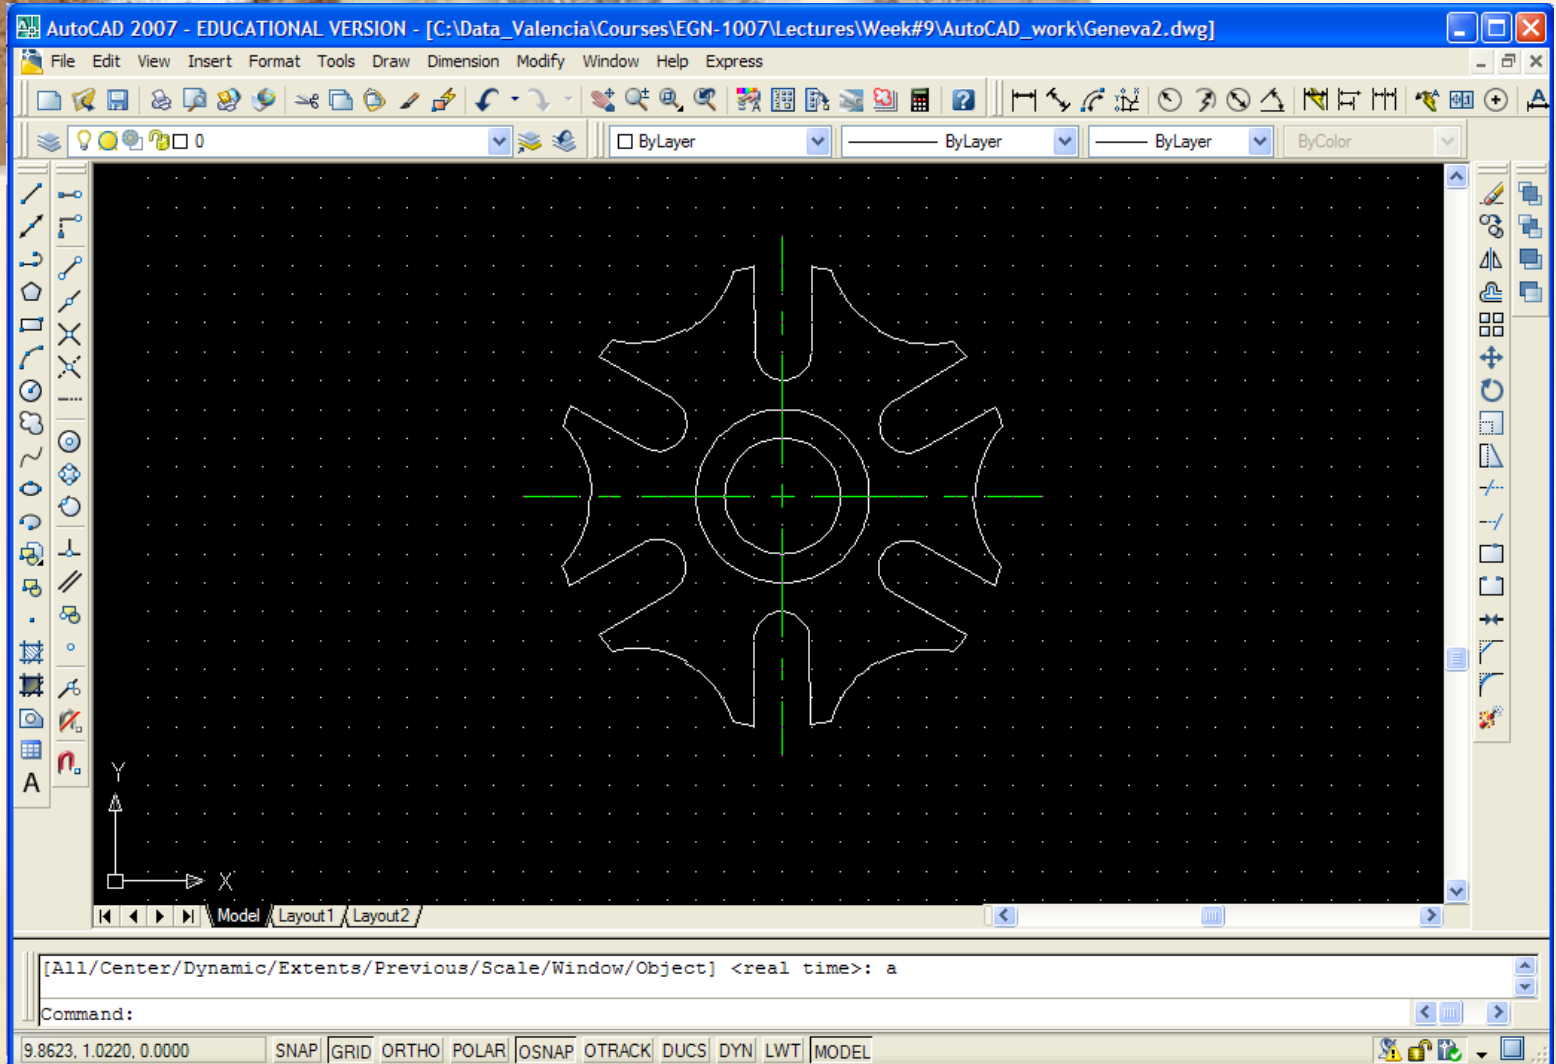 AutoCAD 2007 - EDUCATIONAL VERSION - [C:\Data_Valencia\Courses\EGN-1007\Lectures\Week#9\AutoCAD_work\Geneva2.dwg]
File Edit View Insert Format Tools Draw Dimension Modify Window Help Express
0 ByLayer ByLayer ByLayer ByColor
A
Y
X
Model Layout1 Layout2
[All/Center/Dynamic/Extents/Previous/Scale/Window/Object] <real time>: a
Command:
9.8623, 1.0220, 0.0000 SNAP GRID ORTHO POLAR OSNAP OTRACK DUCS DYN LWT MODEL